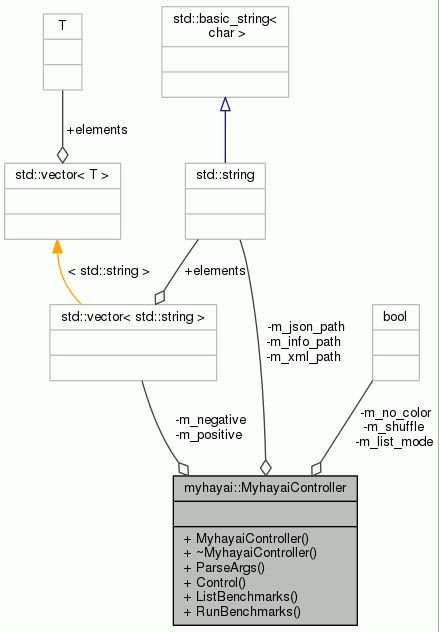 T
std::basic_string<
char >
+elements
std::vector< T >
std::string
< std::string >
+elements
std::vector< std::string >
bool
-m_json_path
-m_info_path
-m_xml_path
-m_negative
-m_positive
-m_no_color
-m_shuffle
-m_list_mode
myhayai::MyhayaiController
+ MyhayaiController()
+ ~MyhayaiController()
+ ParseArgs()
+ Control()
+ ListBenchmarks()
+ RunBenchmarks()